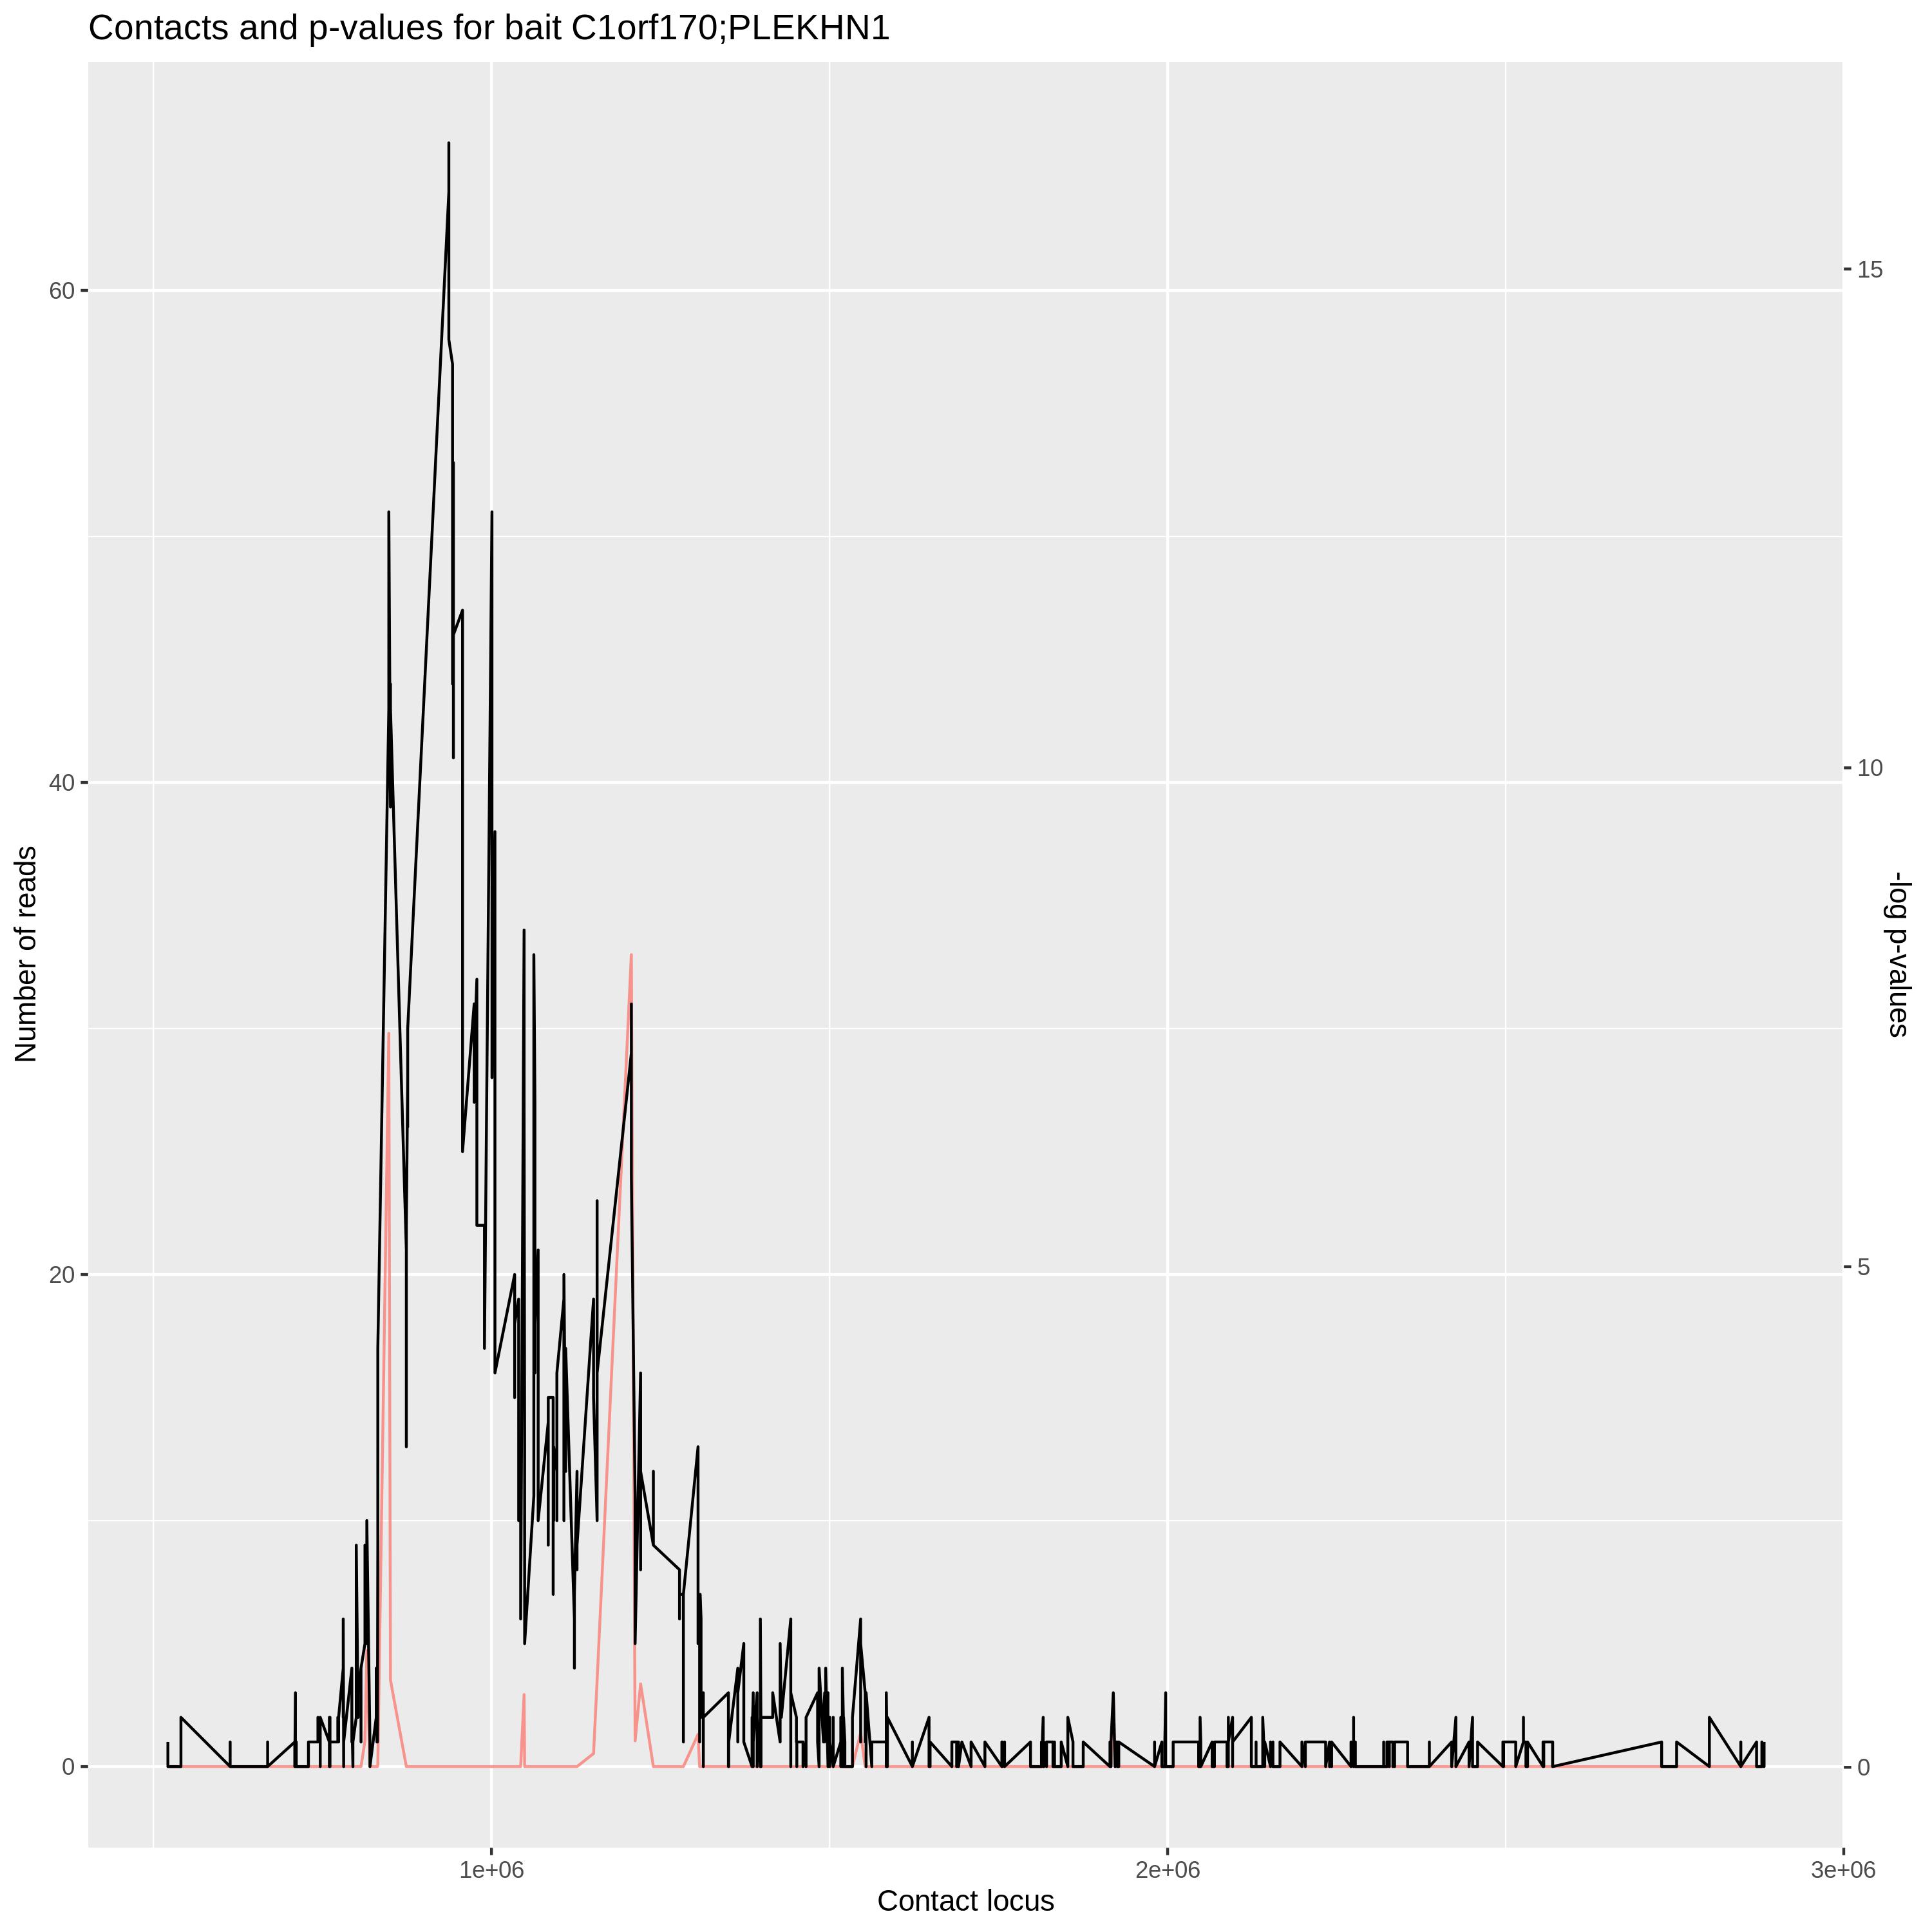 Contacts and p-values for bait C1orf170;PLEKHN1
60
40
20
0
Number of reads
15
10
5
0
-log p-values
1e+06
2e+06
3e+06
Contact locus